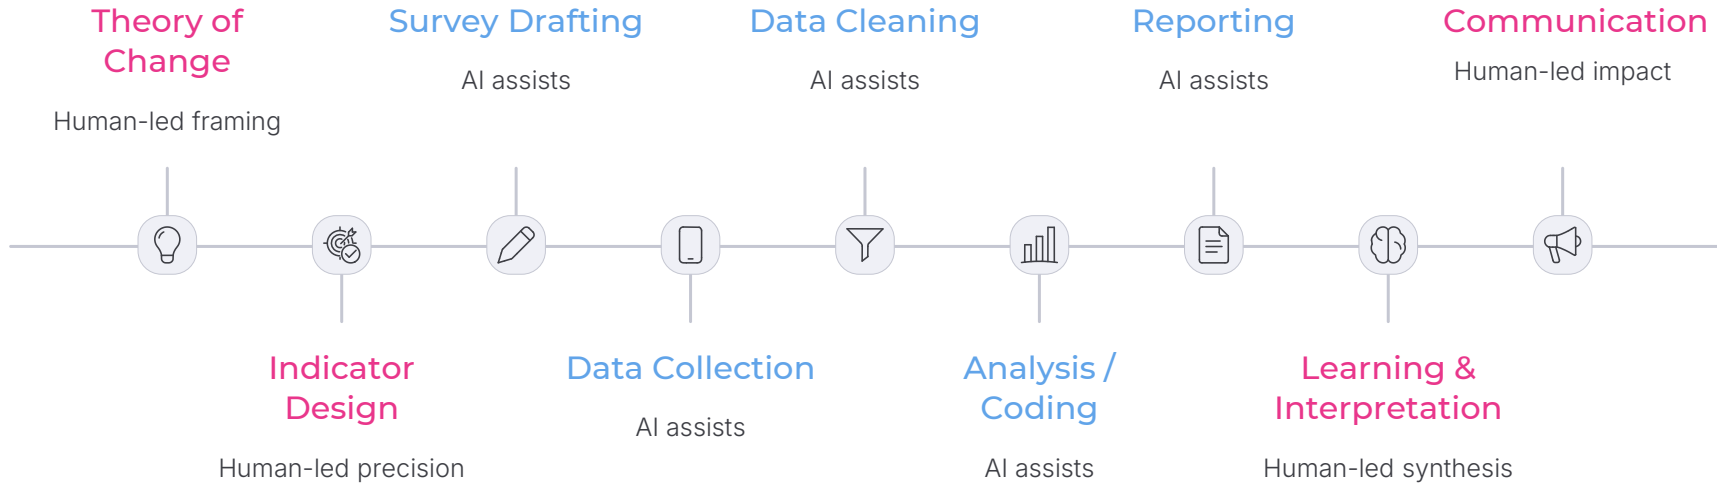 Theory of
Change
Human-led framing
Indicator
Design
Human-led precision
Survey Drafting
AI assists
Data Collection
AI assists
Data Cleaning
AI assists
Analysis /
Coding
AI assists
Reporting
AI assists
Learning &
Interpretation
Human-led synthesis
Communication
Human-led impact